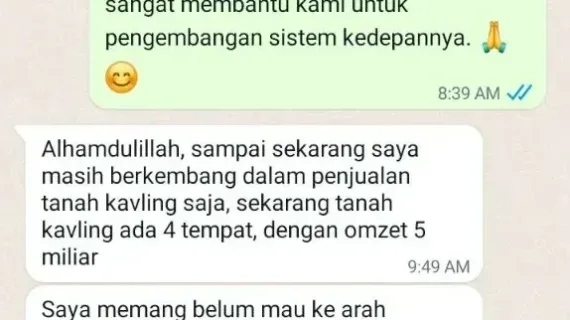 sangat membantu kami untuk
pengembangan sistem kedepannya. 🙏
😊
8:39 AM
Alhamdulillah, sampai sekarang saya
masih berkembang dalam penjualan
tanah kavling saja, sekarang tanah
kavling ada 4 tempat, dengan omzet 5
miliar
9:49 AM
Saya memang belum mau ke arah